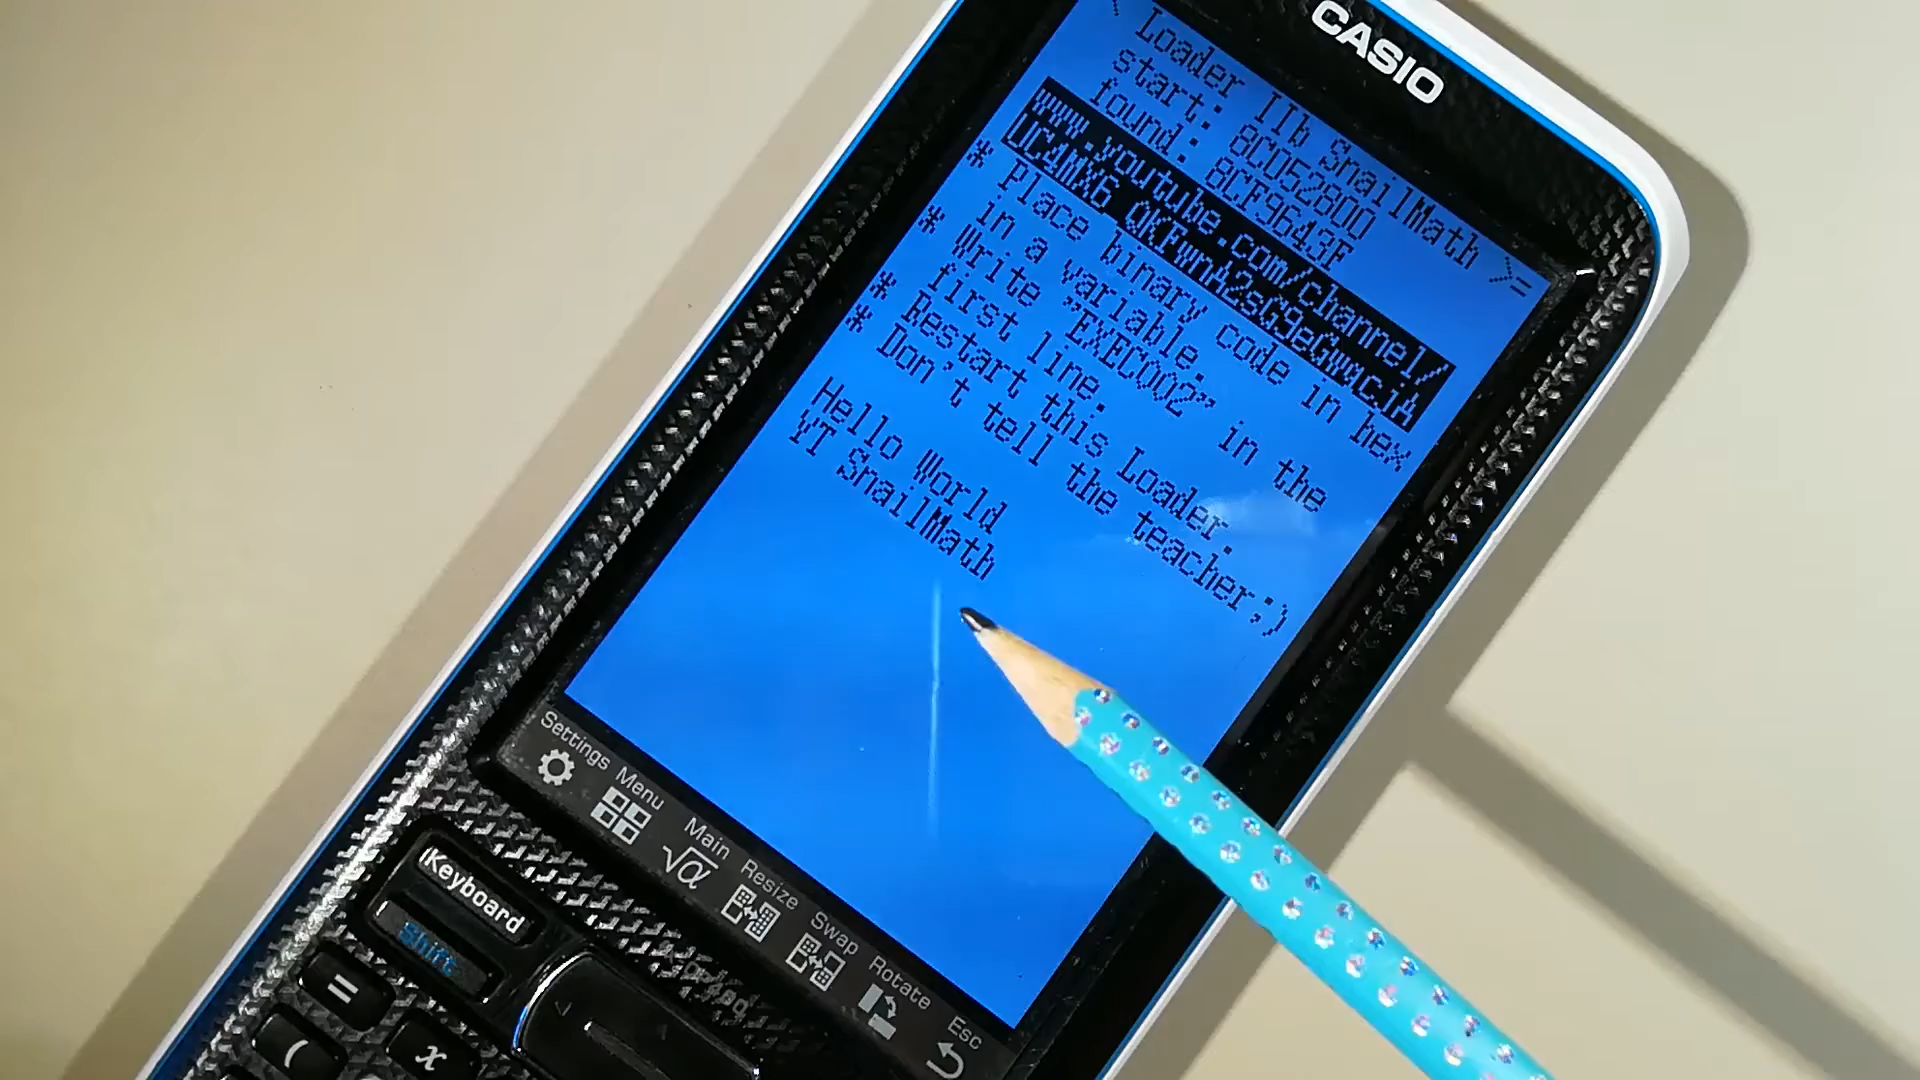 CASIO
Loader IIb SnailMath >=
start: 8C052800
found: 8CF9643F
www.youtube.com/channel/
UC4mX6_QKFwnA2sG9eGwqCjA
* Place binary code in hex
in a variable.
* Write "EXEC002" in the
first line.
* Restart this Loader.
* Don't tell the teacher;)
Hello World
YT SnailMath
Settings
Menu
Main
√α
Resize
Swap
Rotate
Esc
Keyboard
Shift
=
(
x